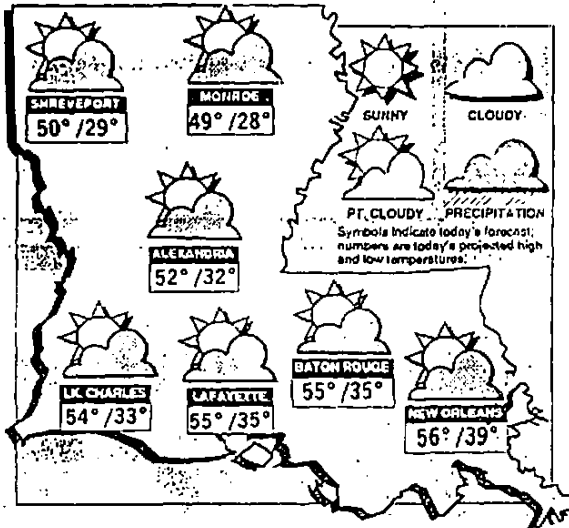 SHREVEPORT
50°/29°
MONROE
49°/28°
SUNNY
CLOUDY
PT. CLOUDY
PRECIPITATION
Symbols indicate today's forecast;
numbers are today's projected high
and low temperatures.
ALEXANDRIA
52°/32°
LK. CHARLES
54°/33°
LAFAYETTE
55°/35°
BATON ROUGE
55°/35°
NEW ORLEANS
56°/39°